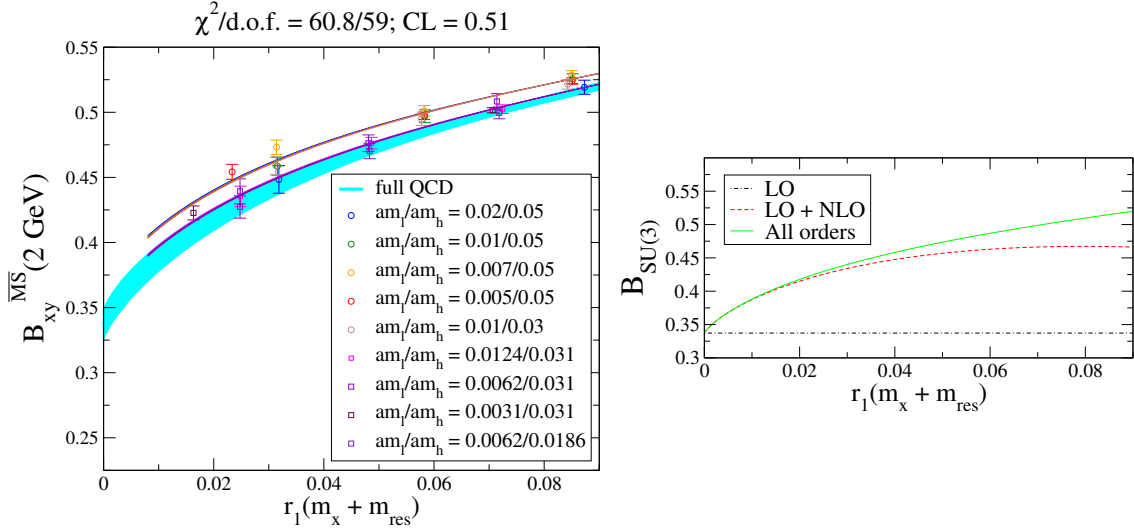 χ²/d.o.f. = 60.8/59; CL = 0.51
0.55
0.5
0.45
0.4
0.35
0.3
0.25
B_xy^MS̅(2 GeV)
full QCD
am_l/am_h = 0.02/0.05
am_l/am_h = 0.01/0.05
am_l/am_h = 0.007/0.05
am_l/am_h = 0.005/0.05
am_l/am_h = 0.01/0.03
am_l/am_h = 0.0124/0.031
am_l/am_h = 0.0062/0.031
am_l/am_h = 0.0031/0.031
am_l/am_h = 0.0062/0.0186
0 0.02 0.04 0.06 0.08
r_1(m_x + m_res)
0.55
0.5
0.45
0.4
0.35
0.3
B_SU(3)
LO
LO + NLO
All orders
0 0.02 0.04 0.06 0.08
r_1(m_x + m_res)